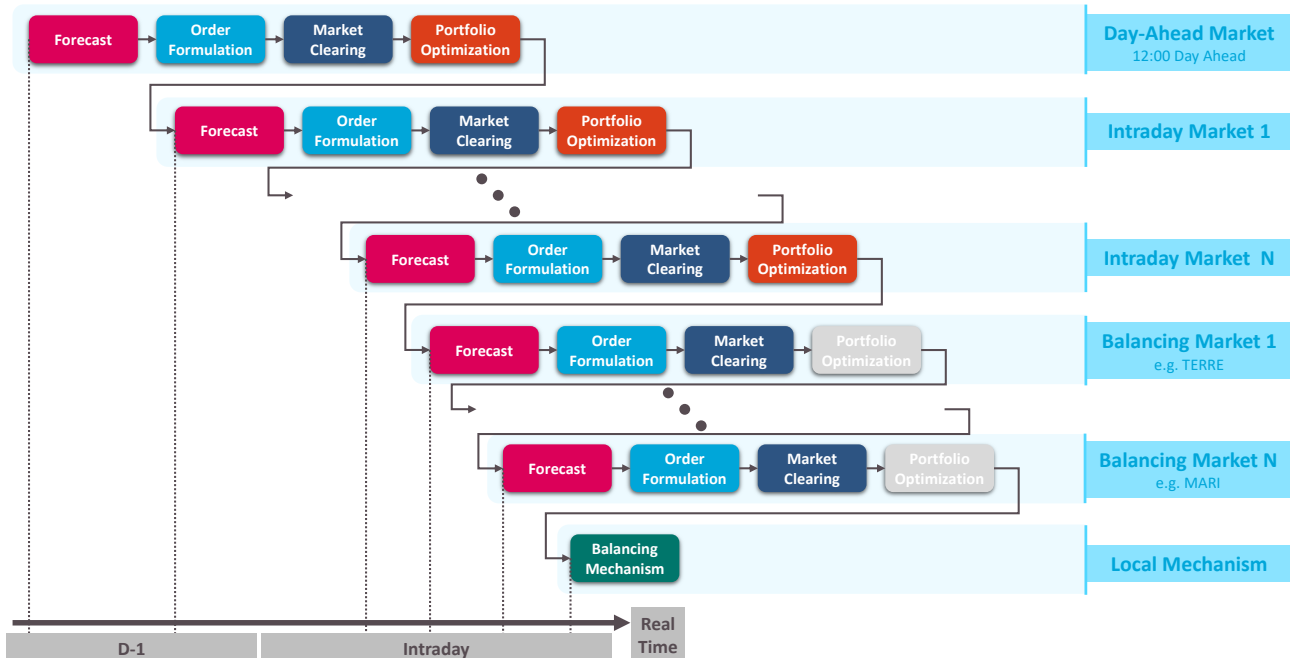 Forecast
Order
Formulation
Market
Clearing
Portfolio
Optimization
Day-Ahead Market
12:00 Day Ahead
Forecast
Order
Formulation
Market
Clearing
Portfolio
Optimization
Intraday Market 1
Forecast
Order
Formulation
Market
Clearing
Portfolio
Optimization
Intraday Market N
Forecast
Order
Formulation
Market
Clearing
Portfolio
Optimization
Balancing Market 1
e.g. TERRE
Forecast
Order
Formulation
Market
Clearing
Portfolio
Optimization
Balancing Market N
e.g. MARI
Balancing
Mechanism
Local Mechanism
D-1
Intraday
Real
Time